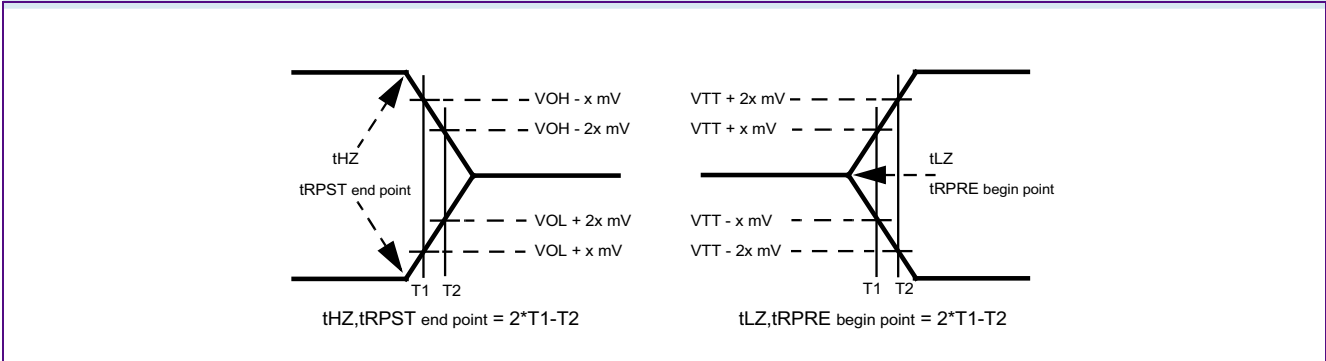 VOH - x mV
VOH - 2x mV
tHZ
tRPST end point
VOL + 2x mV
VOL + x mV
T1 T2
tHZ,tRPST end point = 2*T1-T2
VTT + 2x mV
VTT + x mV
tLZ
tRPRE begin point
VTT - x mV
VTT - 2x mV
T1 T2
tLZ,tRPRE begin point = 2*T1-T2